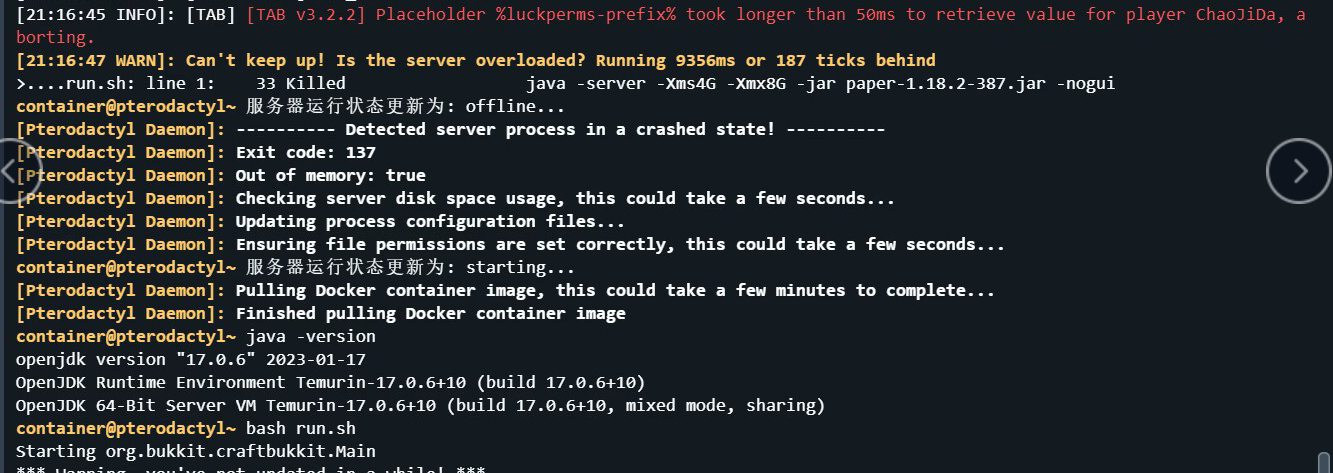 [21:16:45 INFO]: [TAB] [TAB v3.2.2] Placeholder %luckperms-prefix% took longer than 50ms to retrieve value for player ChaoJiDa, a
borting.
[21:16:47 WARN]: Can't keep up! Is the server overloaded? Running 9356ms or 187 ticks behind
>....run.sh: line 1:    33 Killed                  java -server -Xms4G -Xmx8G -jar paper-1.18.2-387.jar -nogui
container@pterodactyl~ 服务器运行状态更新为: offline...
[Pterodactyl Daemon]: ---------- Detected server process in a crashed state! ----------
[Pterodactyl Daemon]: Exit code: 137
[Pterodactyl Daemon]: Out of memory: true
[Pterodactyl Daemon]: Checking server disk space usage, this could take a few seconds...
[Pterodactyl Daemon]: Updating process configuration files...
[Pterodactyl Daemon]: Ensuring file permissions are set correctly, this could take a few seconds...
container@pterodactyl~ 服务器运行状态更新为: starting...
[Pterodactyl Daemon]: Pulling Docker container image, this could take a few minutes to complete...
[Pterodactyl Daemon]: Finished pulling Docker container image
container@pterodactyl~ java -version
openjdk version "17.0.6" 2023-01-17
OpenJDK Runtime Environment Temurin-17.0.6+10 (build 17.0.6+10)
OpenJDK 64-Bit Server VM Temurin-17.0.6+10 (build 17.0.6+10, mixed mode, sharing)
container@pterodactyl~ bash run.sh
Starting org.bukkit.craftbukkit.Main
*** Warning, you've not updated in a while! ***